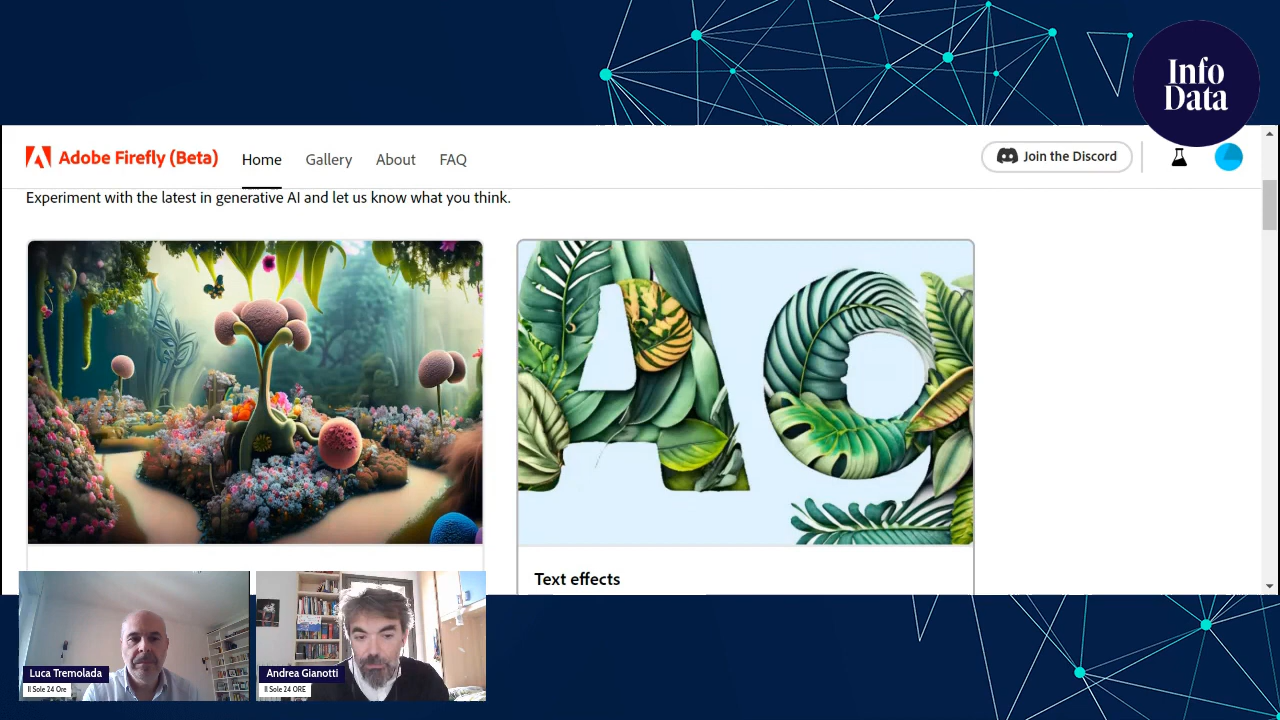 Info
Data
Adobe Firefly (Beta)
Home
Gallery
About
FAQ
Join the Discord
Experiment with the latest in generative AI and let us know what you think.
Ag
Text effects
Luca Tremolada
Il Sole 24 Ore
Andrea Gianotti
Il Sole 24 ORE